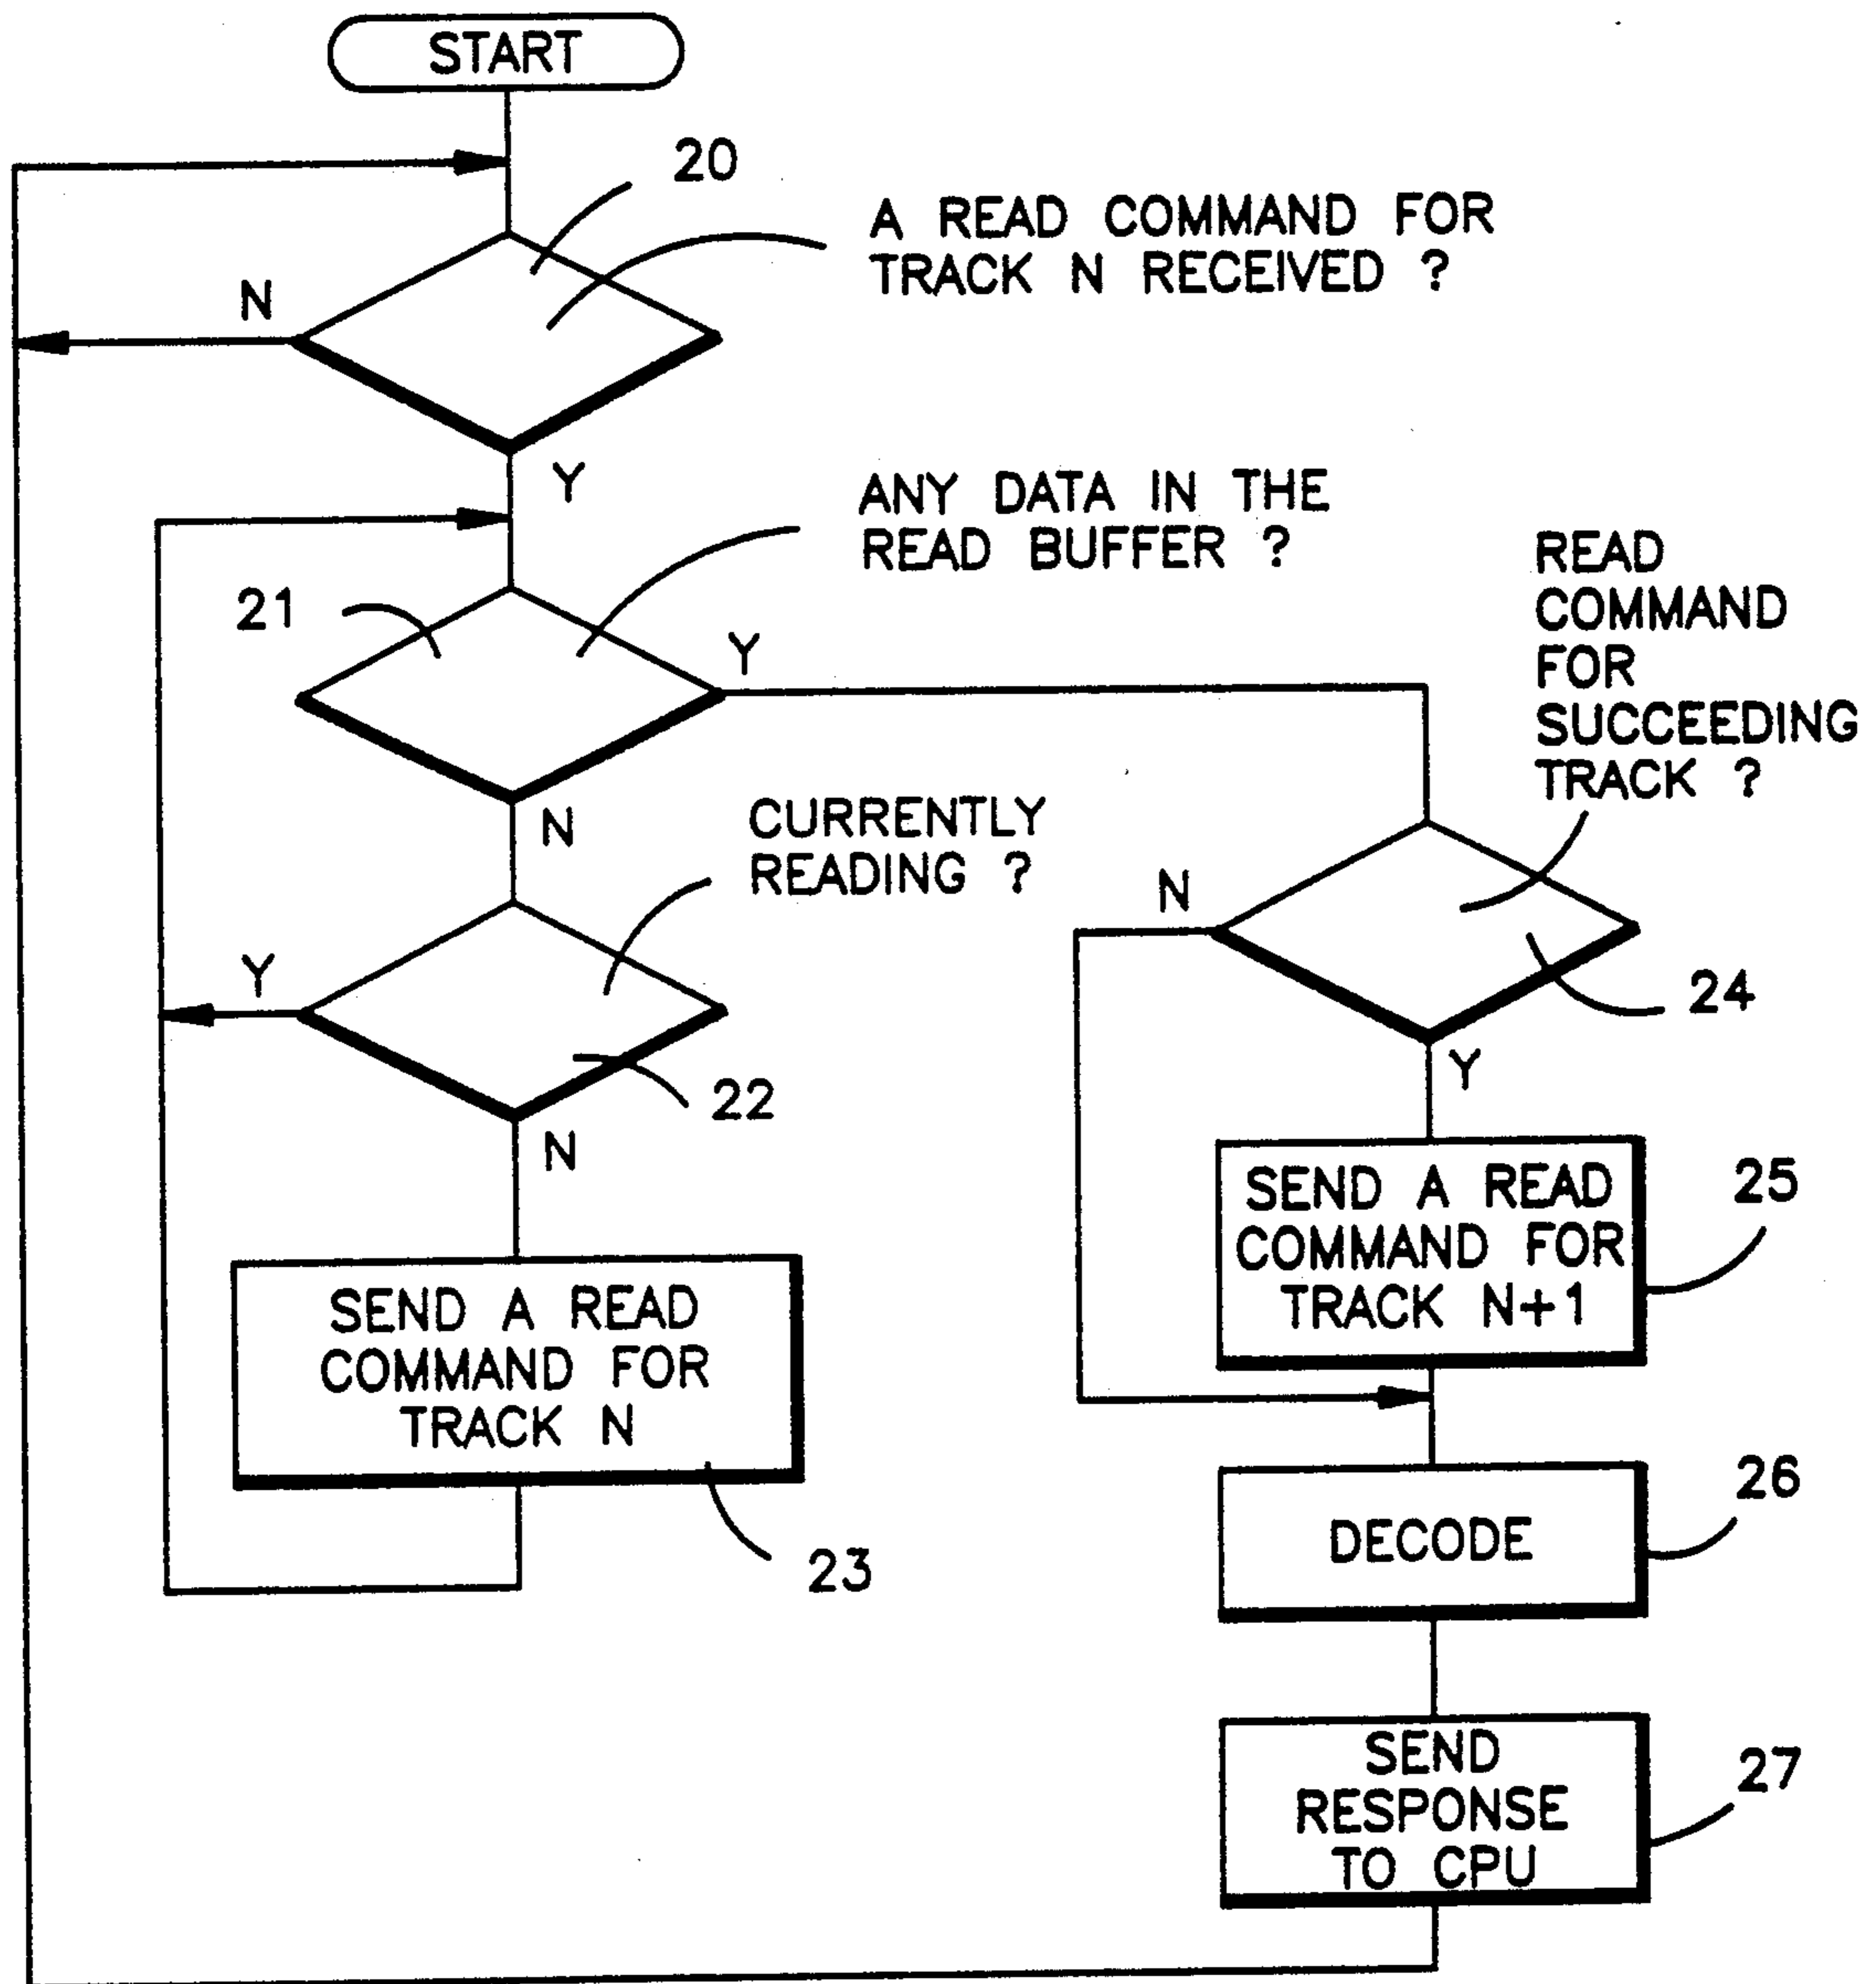 START
20
A READ COMMAND FOR
TRACK N RECEIVED ?
N
Y
ANY DATA IN THE
READ BUFFER ?
21
Y
READ
COMMAND
FOR
SUCCEEDING
TRACK ?
N
CURRENTLY
READING ?
N
Y
24
22
Y
N
SEND A READ
COMMAND FOR
TRACK N+1
25
SEND A READ
COMMAND FOR
TRACK N
23
DECODE
26
SEND
RESPONSE
TO CPU
27